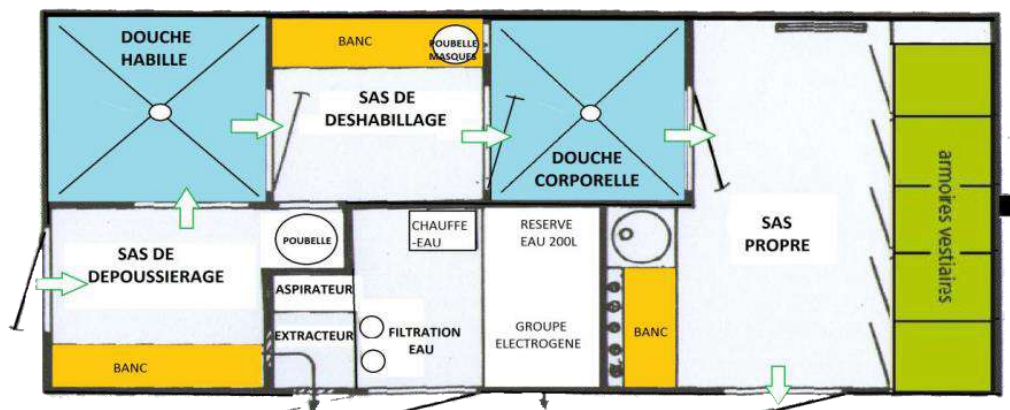 DOUCHE
HABILLE
BANC
POUBELLE
MASQUES
SAS DE
DESHABILLAGE
DOUCHE
CORPORELLE
SAS
PROPRE
armoires vestiaires
SAS DE
DEPOUSSIERAGE
POUBELLE
CHAUFFE
-EAU
RESERVE
EAU 200L
ASPIRATEUR
EXTRACTEUR
FILTRATION
EAU
GROUPE
ELECTROGENE
BANC
BANC